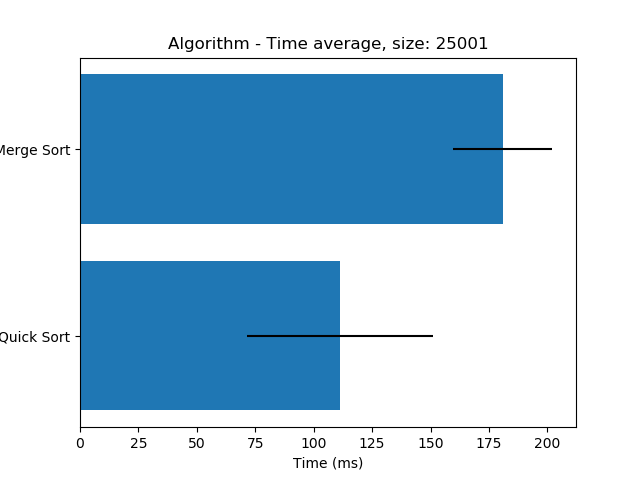 Algorithm - Time average, size: 25001
Merge Sort
Quick Sort
0 25 50 75 100 125 150 175 200
Time (ms)